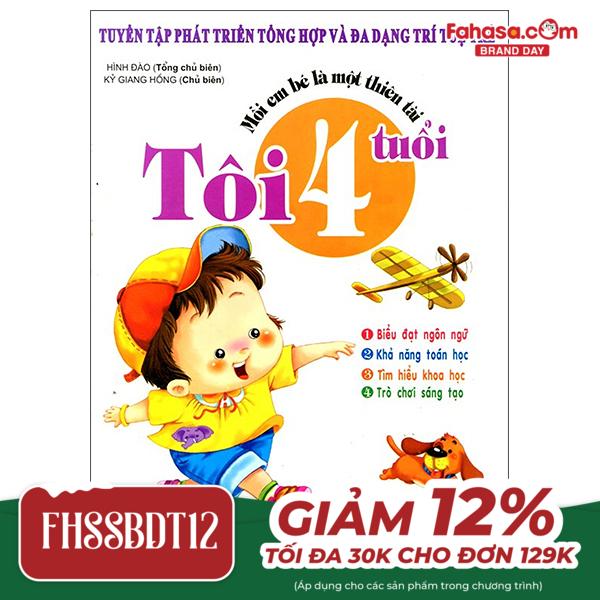 Fahasa.com
BRAND DAY
TUYỂN TẬP PHÁT TRIỂN TỔNG HỢP VÀ ĐA DẠNG TRÍ
HÌNH ĐÀO (Tổng chủ biên)
KỶ GIANG HỒNG (Chủ biên)
Mỗi em bé là một thiên tài
Tôi 4 tuổi
1 Biểu đạt ngôn ngữ
2 Khả năng toán học
3 Tìm hiểu khoa học
4 Trò chơi sáng tạo
FHSSBDT12
GIẢM 12%
TỐI ĐA 30K CHO ĐƠN 129K
(Áp dụng cho các sản phẩm trong chương trình)